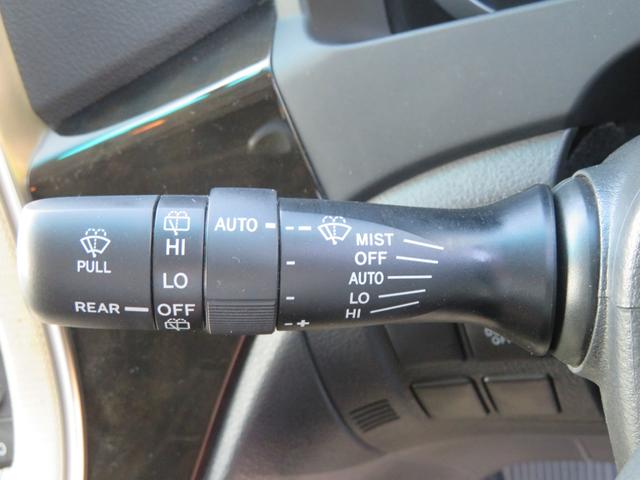 PULL
REAR
HI
LO
OFF
AUTO
- +
MIST
OFF
AUTO
LO
HI